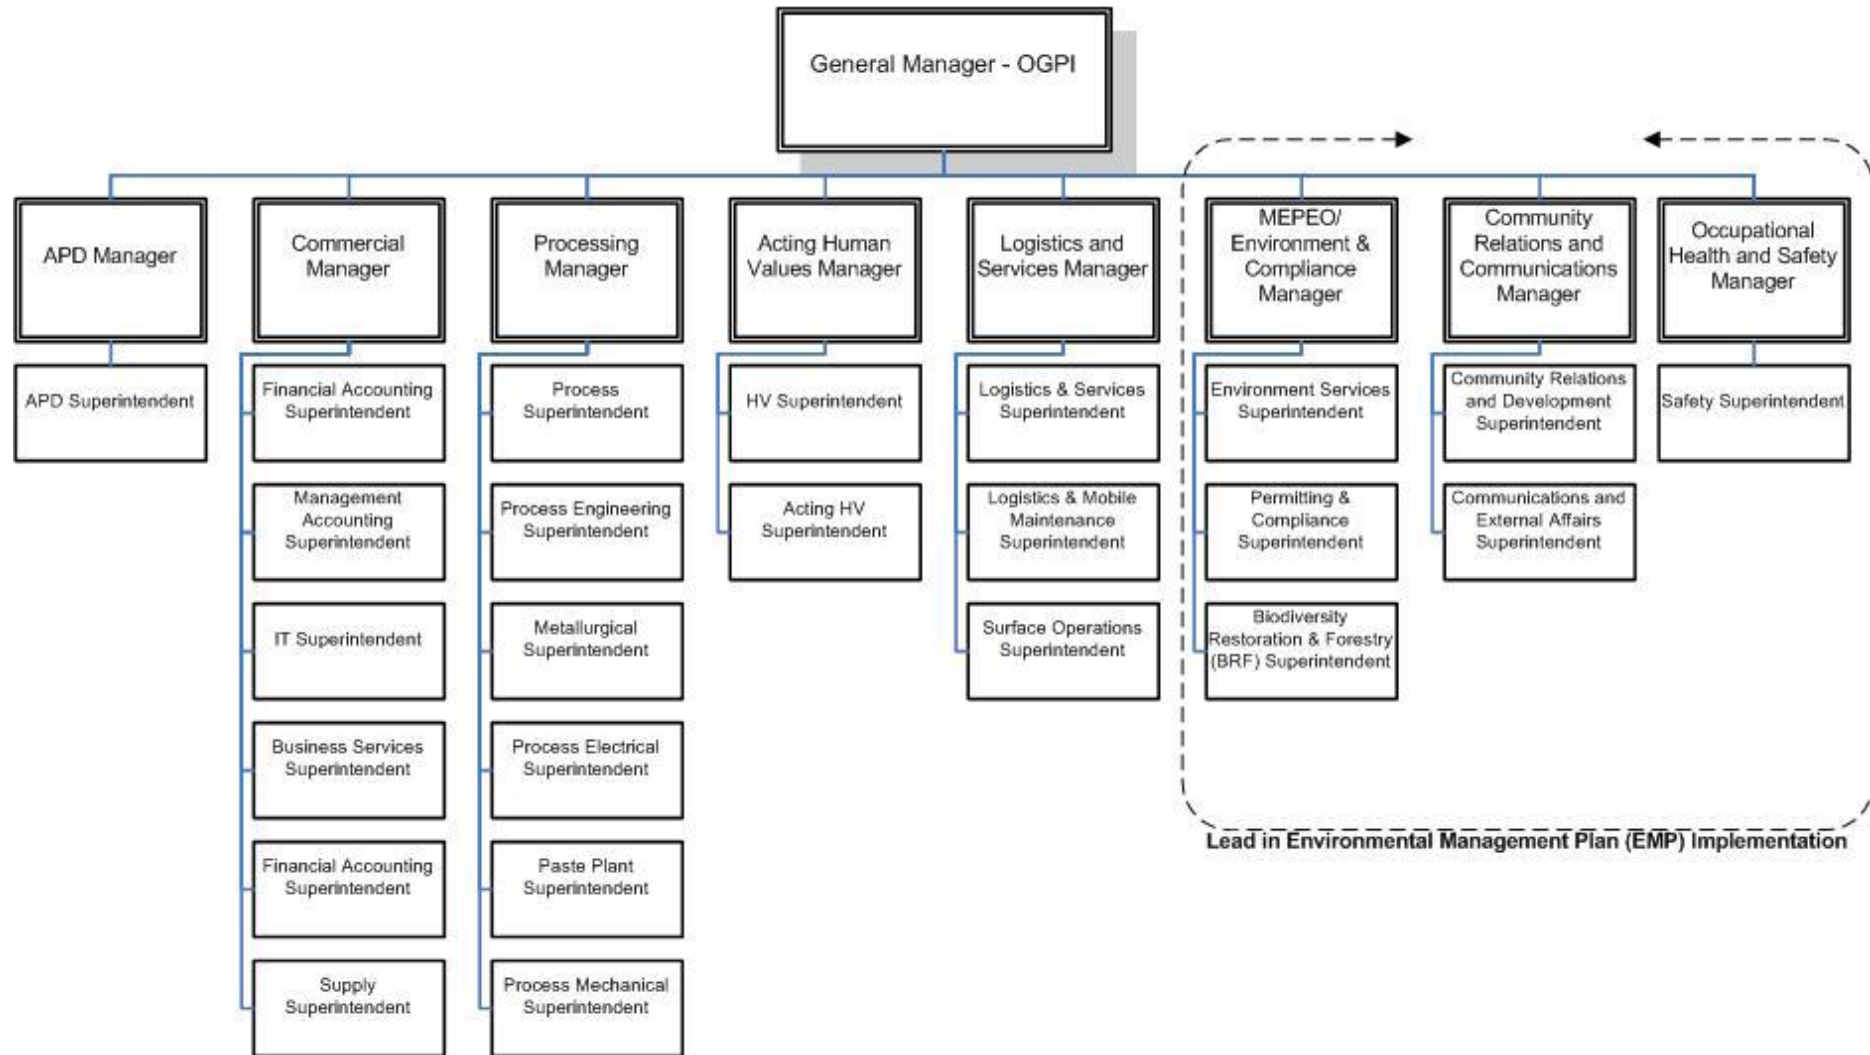 General Manager - OGPI
APD Manager
Commercial
Manager
Processing
Manager
Acting Human
Values Manager
Logistics and
Services Manager
MEPEO/
Environment &
Compliance
Manager
Community
Relations and
Communications
Manager
Occupational
Health and Safety
Manager
APD Superintendent
Financial Accounting
Superintendent
Management
Accounting
Superintendent
IT Superintendent
Business Services
Superintendent
Financial Accounting
Superintendent
Supply
Superintendent
Process
Superintendent
Process Engineering
Superintendent
Metallurgical
Superintendent
Process Electrical
Superintendent
Paste Plant
Superintendent
Process Mechanical
Superintendent
HV Superintendent
Acting HV
Superintendent
Logistics & Services
Superintendent
Logistics & Mobile
Maintenance
Superintendent
Surface Operations
Superintendent
Environment Services
Superintendent
Permitting &
Compliance
Superintendent
Biodiversity
Restoration & Forestry
(BRF) Superintendent
Community Relations
and Development
Superintendent
Communications and
External Affairs
Superintendent
Safety Superintendent
Lead in Environmental Management Plan (EMP) Implementation